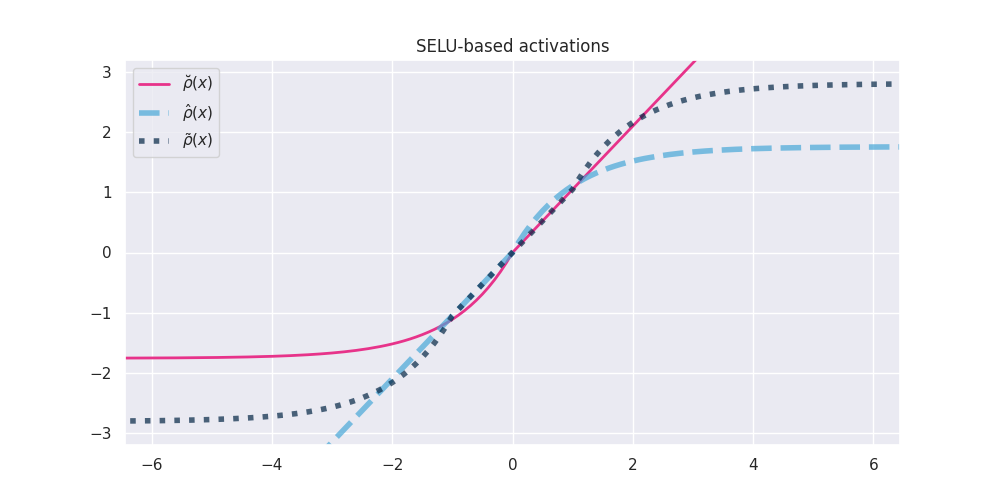 SELU-based activations
ρ̆(x)
ρ̂(x)
ρ̃(x)
3
2
1
0
−1
−2
−3
−6 −4 −2 0 2 4 6